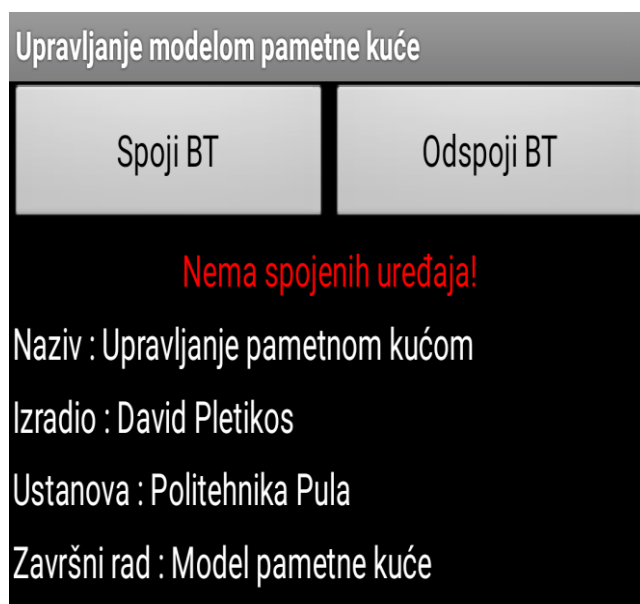 Upravljanje modelom pametne kuće
Spoji BT Odspoji BT
Nema spojenih uređaja!
Naziv : Upravljanje pametnom kućom
Izradio : David Pletikos
Ustanova : Politehnika Pula
Završni rad : Model pametne kuće